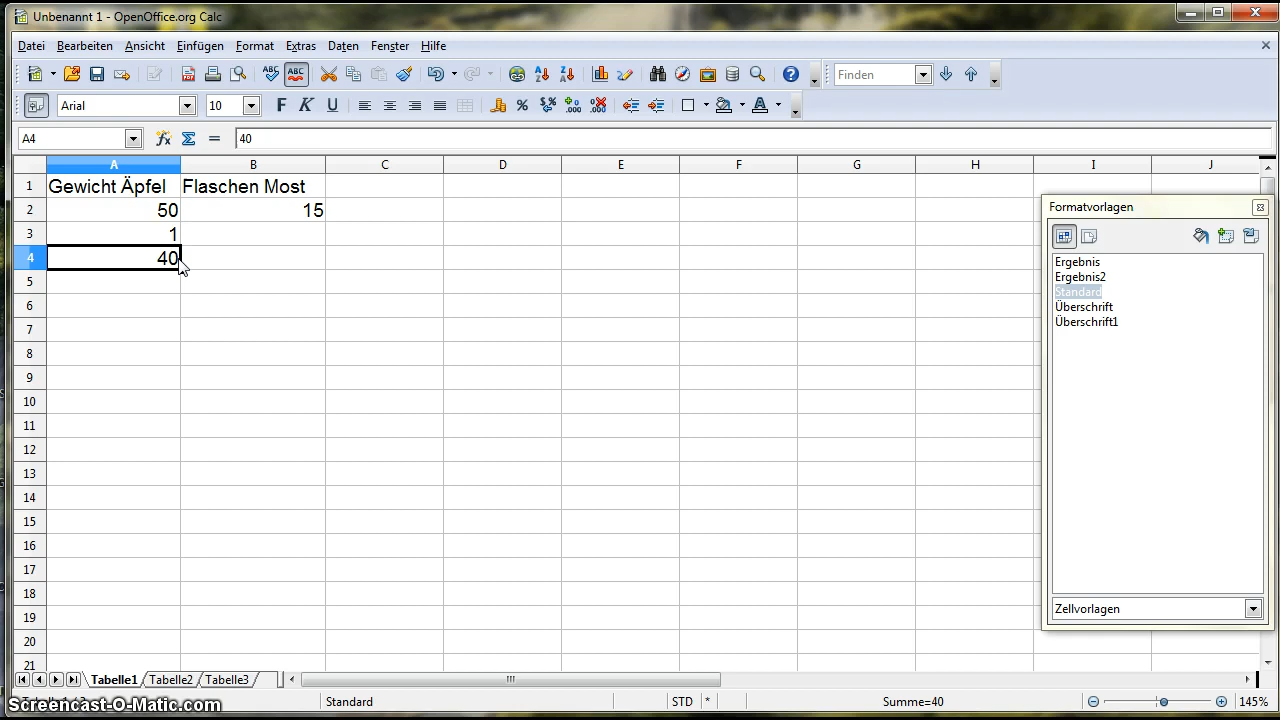 Unbenannt 1 - OpenOffice.org Calc
Datei Bearbeiten Ansicht Einfügen Format Extras Daten Fenster Hilfe
Finden
Arial 10
A4 40
A B C D E F G H I J
1 Gewicht Äpfel Flaschen Most
2 50 15
3 1
4 40
5
6
7
8
9
10
11
12
13
14
15
16
17
18
19
20
21
Formatvorlagen
Ergebnis
Ergebnis2
Standard
Überschrift
Überschrift1
Zellvorlagen
Tabelle1 Tabelle2 Tabelle3
Standard STD * Summe=40 145%
Screencast-O-Matic.com